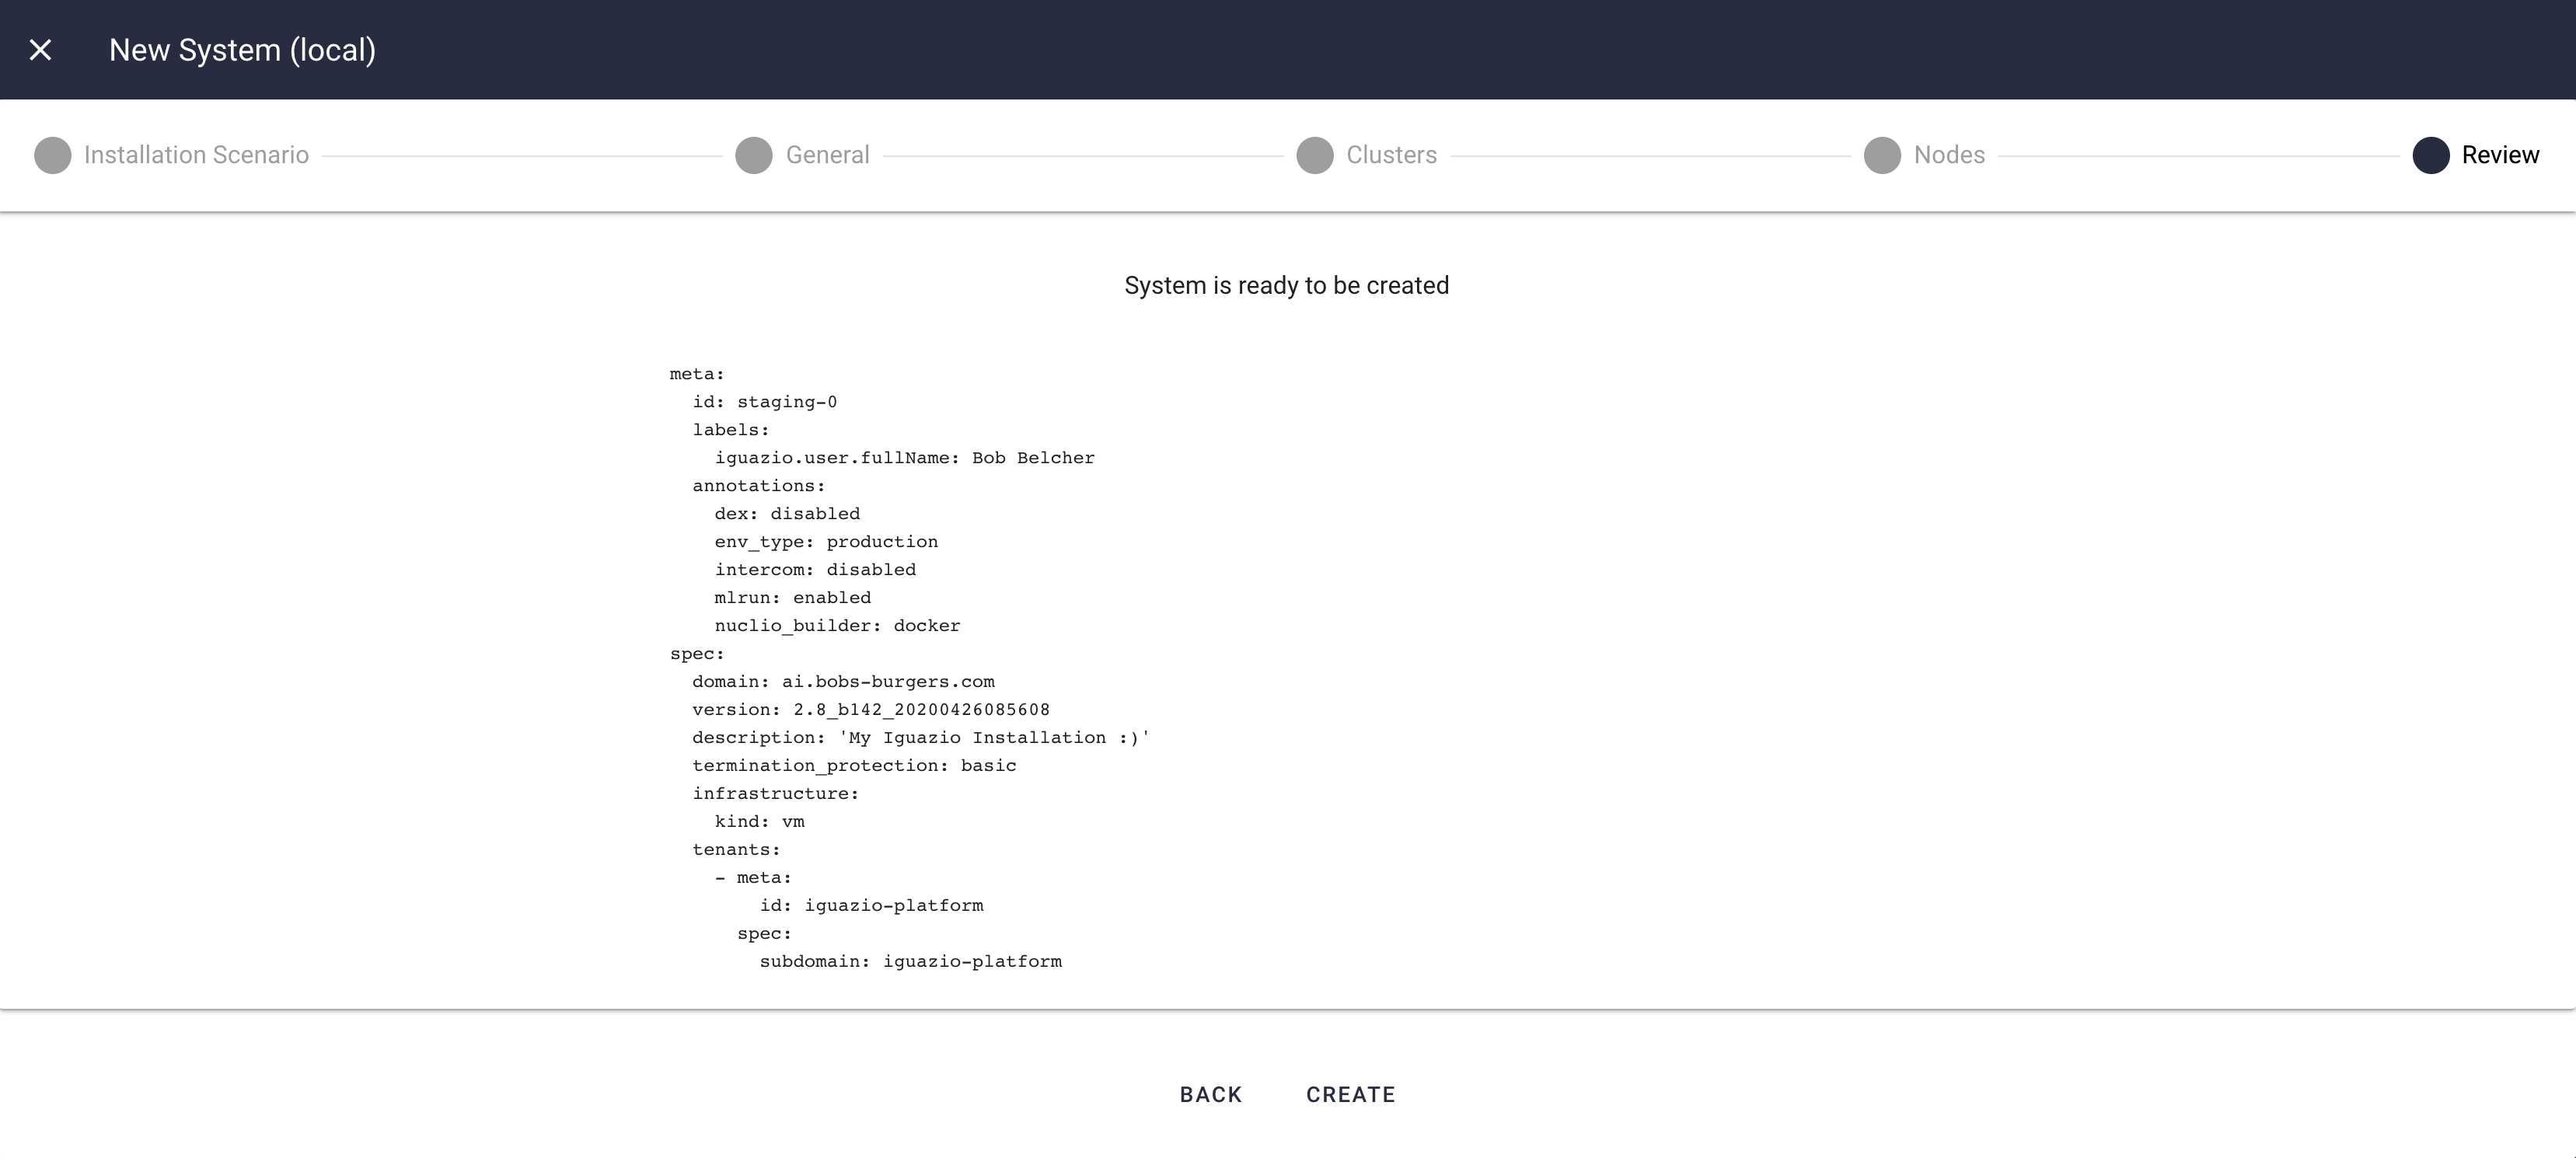 New System (local)
Installation Scenario
General
Clusters
Nodes
Review
System is ready to be created
meta:
  id: staging-0
  labels:
    iguazio.user.fullName: Bob Belcher
  annotations:
    dex: disabled
    env_type: production
    intercom: disabled
    mlrun: enabled
    nuclio_builder: docker
spec:
  domain: ai.bobs-burgers.com
  version: 2.8_b142_20200426085608
  description: 'My Iguazio Installation :)'
  termination_protection: basic
  infrastructure:
    kind: vm
  tenants:
    - meta:
        id: iguazio-platform
      spec:
        subdomain: iguazio-platform
BACK
CREATE